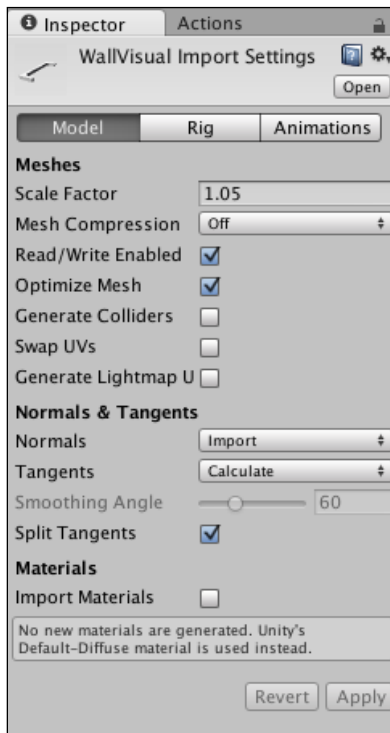 Inspector Actions
WallVisual Import Settings
Open
Model Rig Animations
Meshes
Scale Factor 1.05
Mesh Compression Off
Read/Write Enabled
Optimize Mesh
Generate Colliders
Swap UVs
Generate Lightmap U
Normals & Tangents
Normals Import
Tangents Calculate
Smoothing Angle 60
Split Tangents
Materials
Import Materials
No new materials are generated. Unity's
Default-Diffuse material is used instead.
Revert Apply